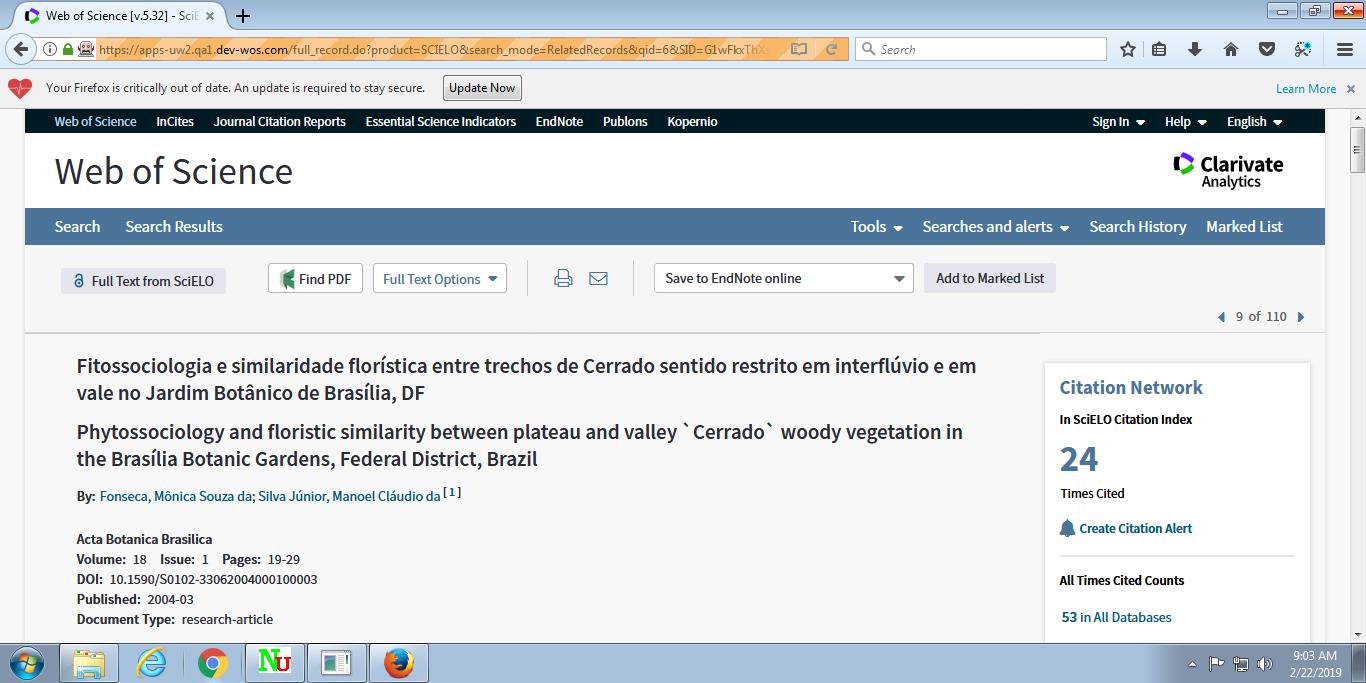 Web of Science [v.5.32] - SciE
https://apps-uw2.qa1.dev-wos.com/full_record.do?product=SCIELO&search_mode=RelatedRecords&qid=6&SID=G1wFkxThX
Search
Your Firefox is critically out of date. An update is required to stay secure.
Update Now
Learn More
Web of Science InCites Journal Citation Reports Essential Science Indicators EndNote Publons Kopernio Sign In Help English
Web of Science
Clarivate
Analytics
Search Search Results Tools Searches and alerts Search History Marked List
Full Text from SciELO Find PDF Full Text Options Save to EndNote online Add to Marked List
9 of 110
Fitossociologia e similaridade florística entre trechos de Cerrado sentido restrito em interflúvio e em
vale no Jardim Botânico de Brasília, DF
Phytossociology and floristic similarity between plateau and valley `Cerrado` woody vegetation in
the Brasília Botanic Gardens, Federal District, Brazil
By: Fonseca, Mônica Souza da; Silva Júnior, Manoel Cláudio da [1]
Acta Botanica Brasilica
Volume: 18 Issue: 1 Pages: 19-29
DOI: 10.1590/S0102-33062004000100003
Published: 2004-03
Document Type: research-article
Citation Network
In SciELO Citation Index
24
Times Cited
Create Citation Alert
All Times Cited Counts
53 in All Databases
NU
9:03 AM
2/22/2019